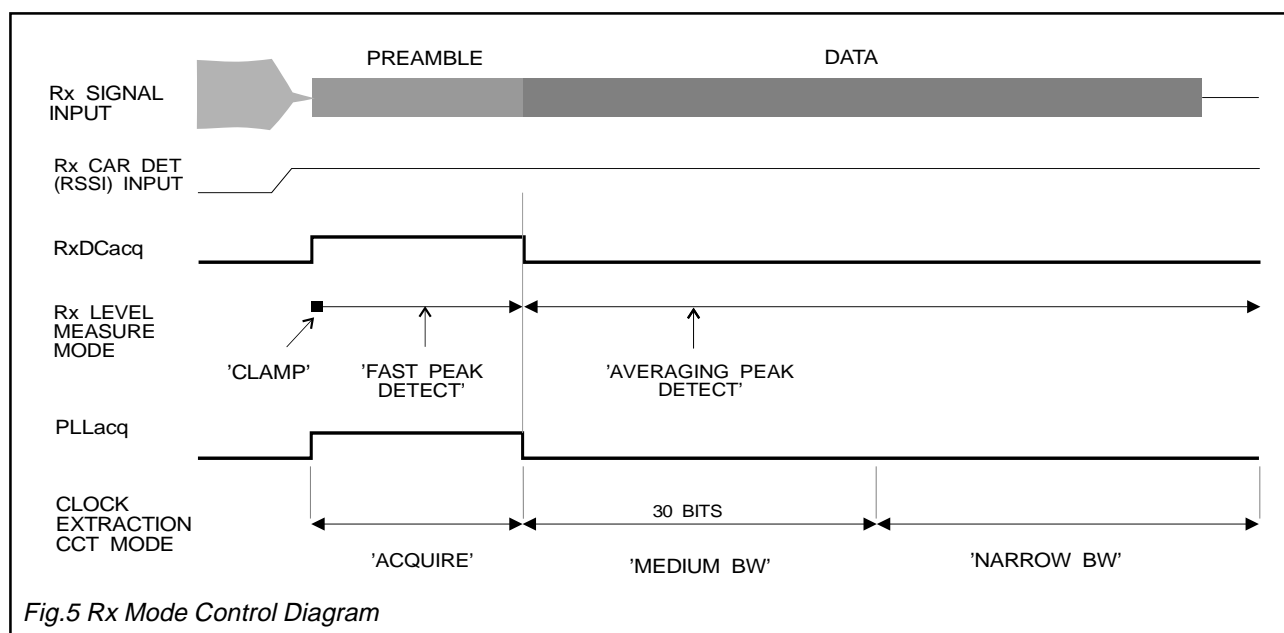 PREAMBLE
DATA
Rx SIGNAL
INPUT
Rx CAR DET
(RSSI) INPUT
RxDCacq
Rx LEVEL
MEASURE
MODE
'CLAMP'
'FAST PEAK
DETECT'
'AVERAGING PEAK
DETECT'
PLLacq
CLOCK
EXTRACTION
CCT MODE
30 BITS
'ACQUIRE'
'MEDIUM BW'
'NARROW BW'
Fig.5 Rx Mode Control Diagram